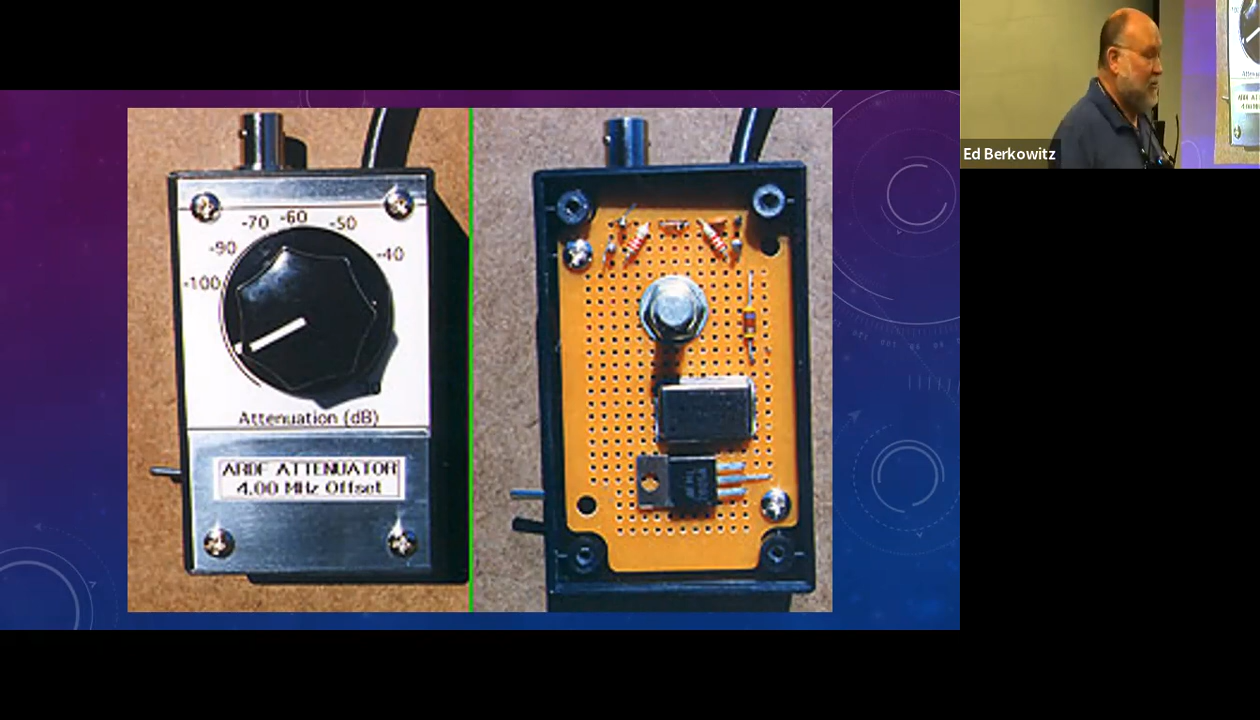 -100
-90
-70
-60
-50
-40
Attenuation (dB)
ARDF ATTENUATOR
4.00 MHz Offset
Ed Berkowitz